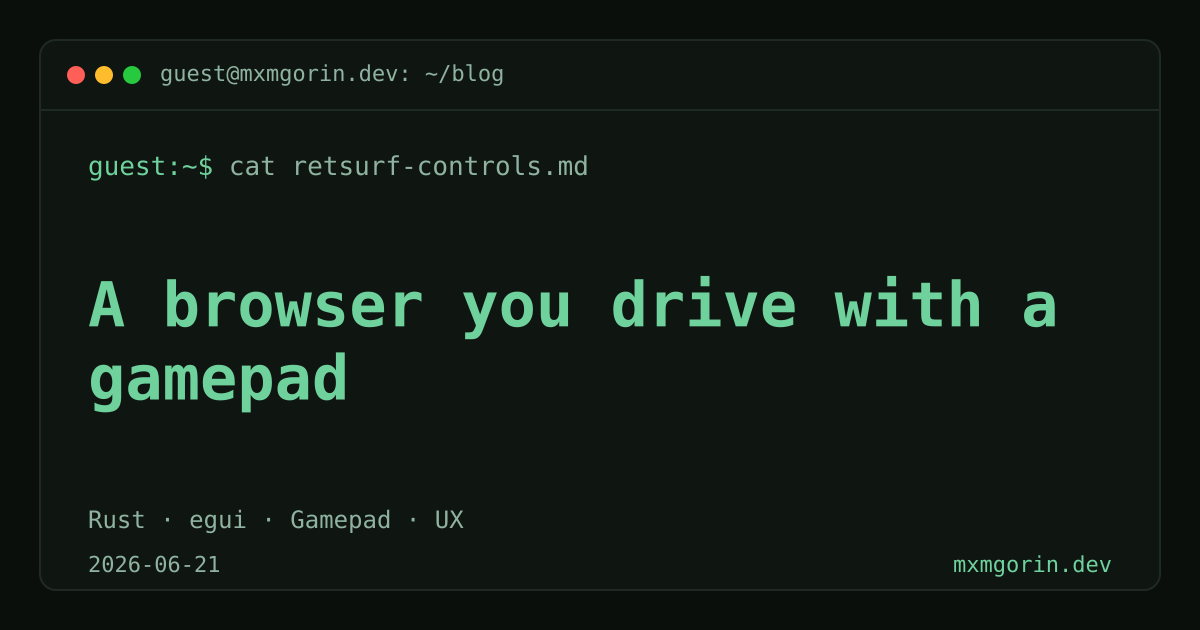 guest@mxmgorin.dev: ~/blog
guest:~$ cat retsurf-controls.md
A browser you drive with a
gamepad
Rust · egui · Gamepad · UX
2026-06-21
mxmgorin.dev